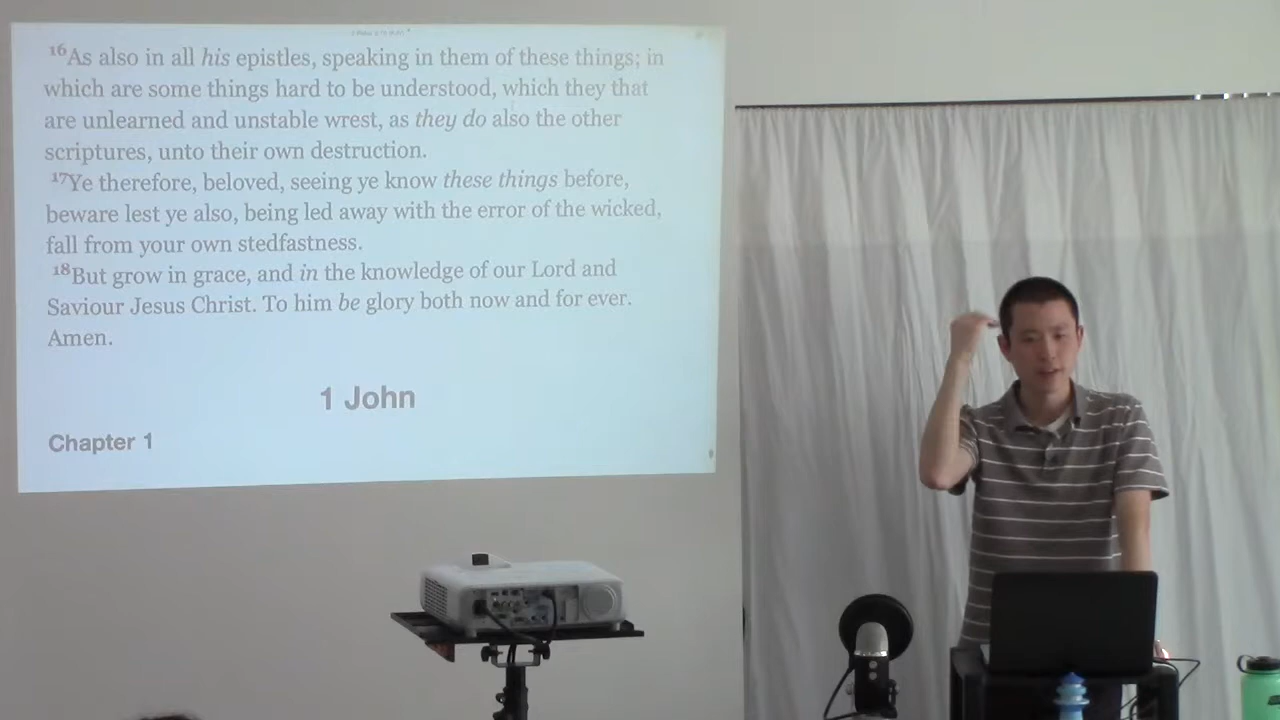 16As also in all his epistles, speaking in them of these things; in
which are some things hard to be understood, which they that
are unlearned and unstable wrest, as they do also the other
scriptures, unto their own destruction.
17Ye therefore, beloved, seeing ye know these things before,
beware lest ye also, being led away with the error of the wicked,
fall from your own stedfastness.
18But grow in grace, and in the knowledge of our Lord and
Saviour Jesus Christ. To him be glory both now and for ever.
Amen.
1 John
Chapter 1